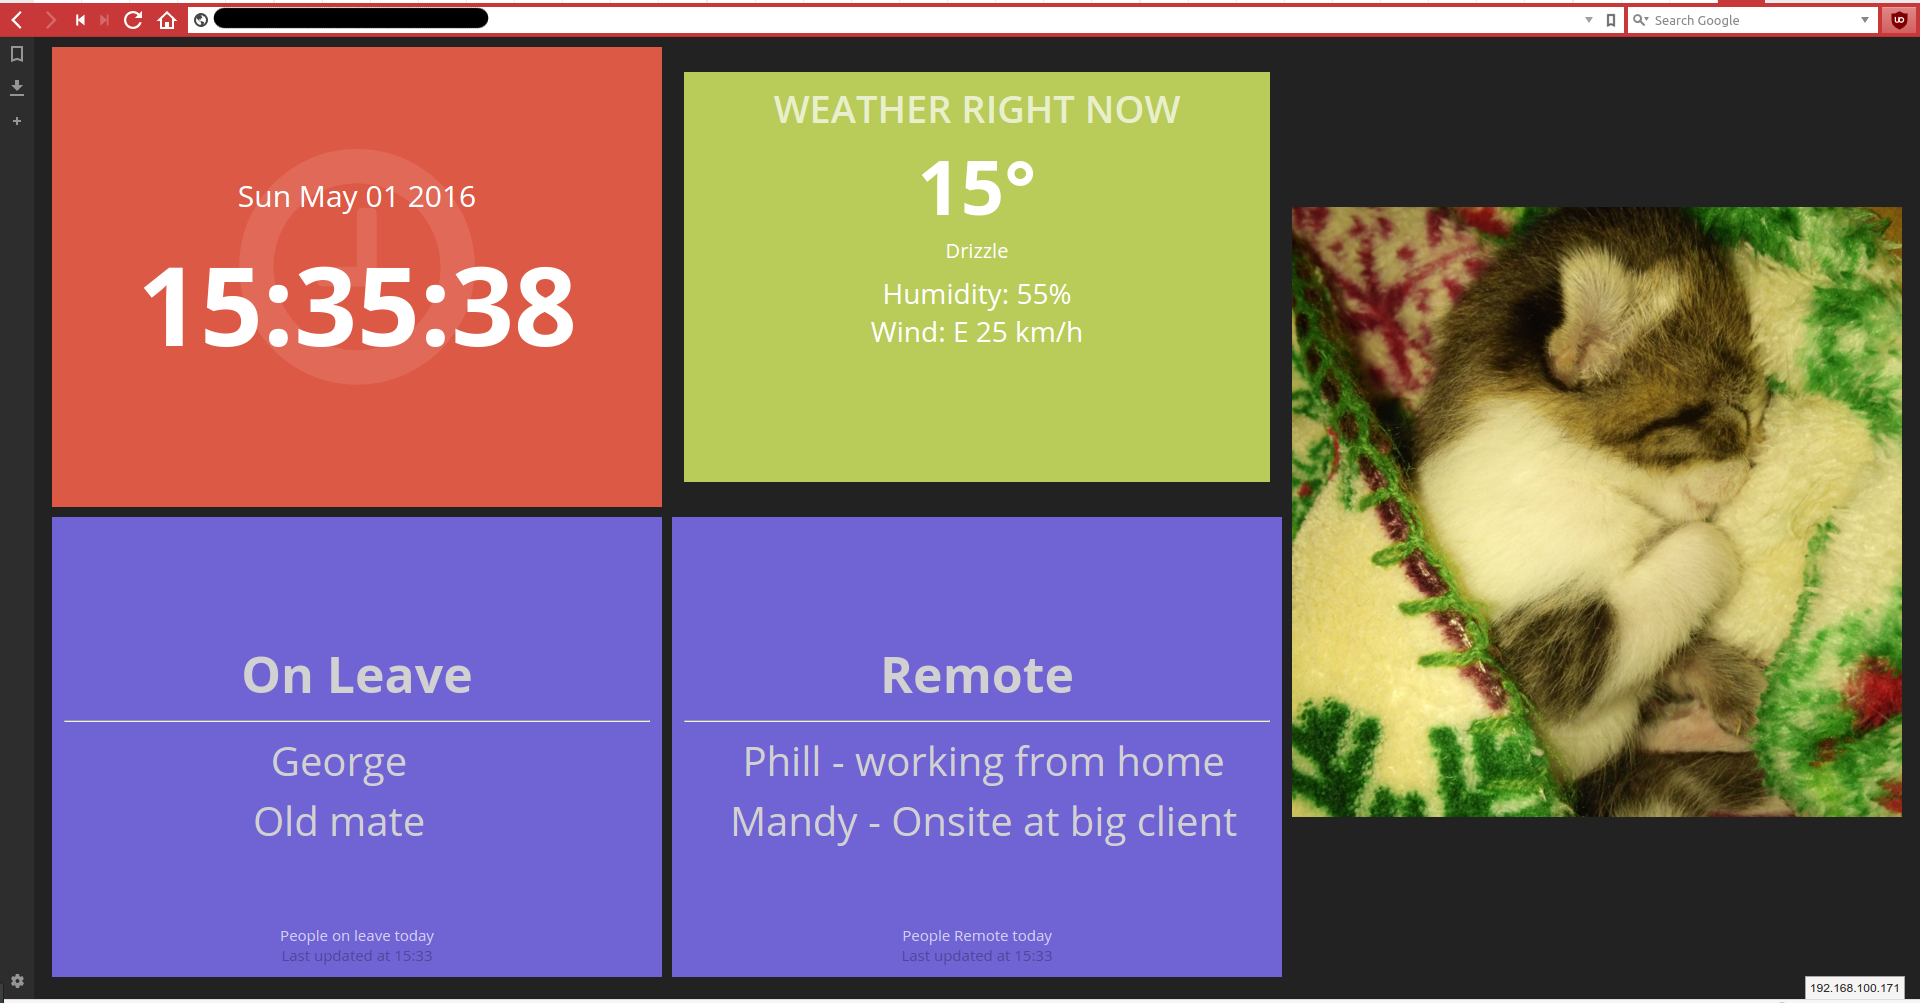 Search Google
Sun May 01 2016
15:35:38
WEATHER RIGHT NOW
15°
Drizzle
Humidity: 55%
Wind: E 25 km/h
On Leave
George
Old mate
People on leave today
Last updated at 15:33
Remote
Phill - working from home
Mandy - Onsite at big client
People Remote today
Last updated at 15:33
192.168.100.171